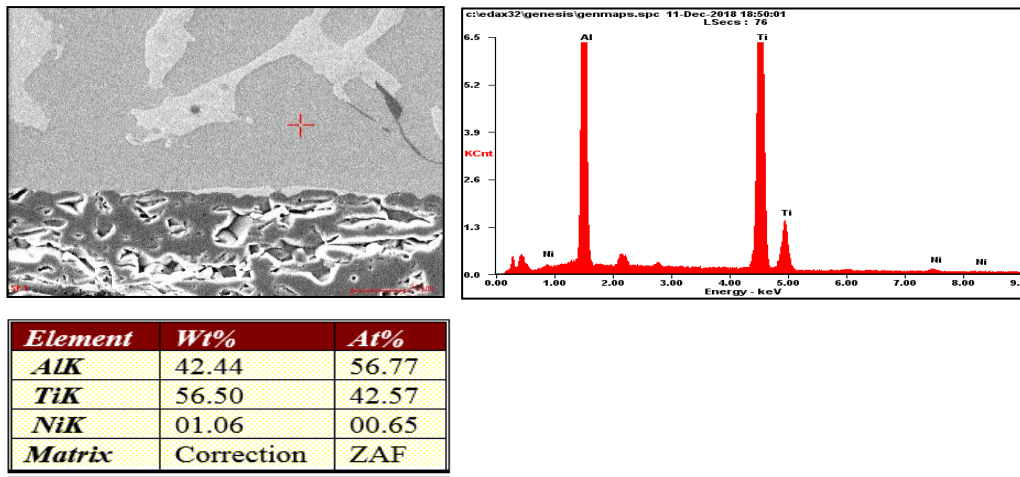 c:\edax32\genesis\genmaps.spc 11-Dec-2018 18:50:01
LSecs : 76
6.5
5.2
3.9
KCnt
2.6
1.3
0.0
Al
Ti
Ti
Ni
Ni
Ni
0.00 1.00 2.00 3.00 4.00 5.00 6.00 7.00 8.00 9.
Energy - keV
Element Wt% At%
AlK 42.44 56.77
TiK 56.50 42.57
NiK 01.06 00.65
Matrix Correction ZAF